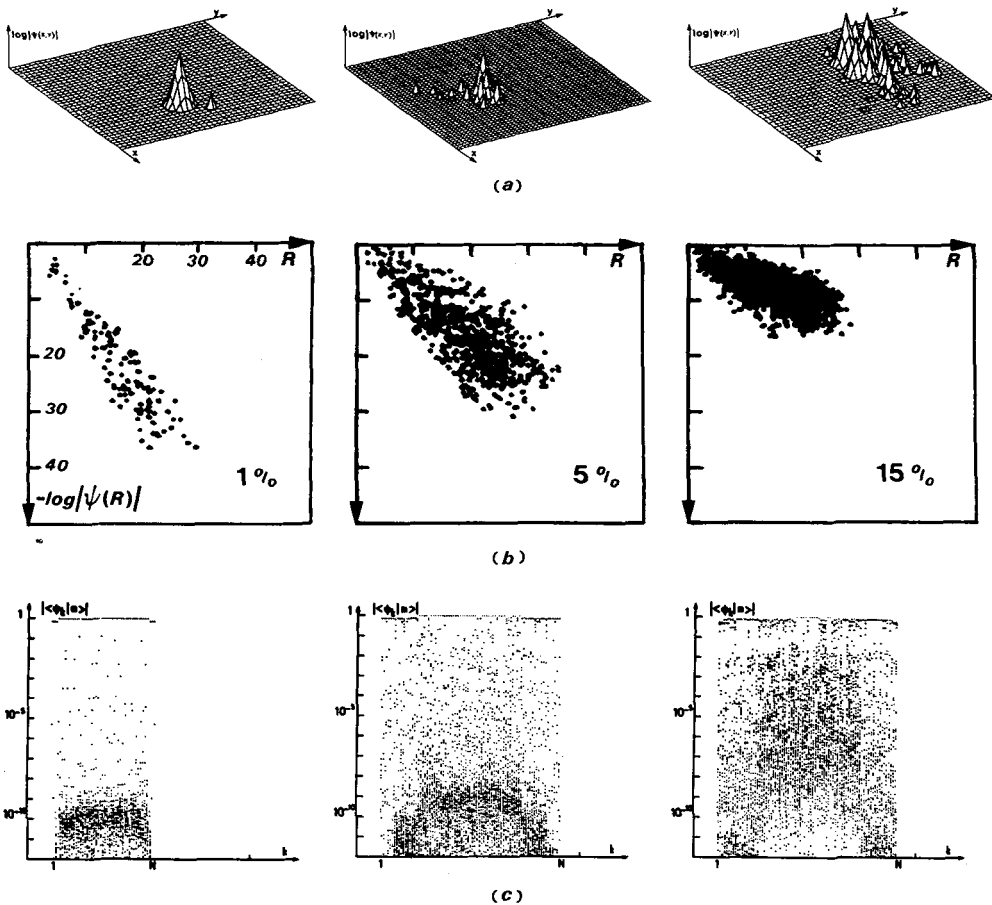 log|Ψ(x,y)|
y
x
log|Ψ(x,y)|
y
x
log|Ψ(x,y)|
y
x
(a)
20 30 40 R
20
30
40
-log|ψ(R)|
1 %
R
5 %
R
15 %
(b)
1
|<ϕk|n>|
10-5
10-10
1 N k
1
|<ϕk|n>|
10-5
10-10
1 N k
1
|<ϕk|n>|
10-5
10-10
1 N k
(c)